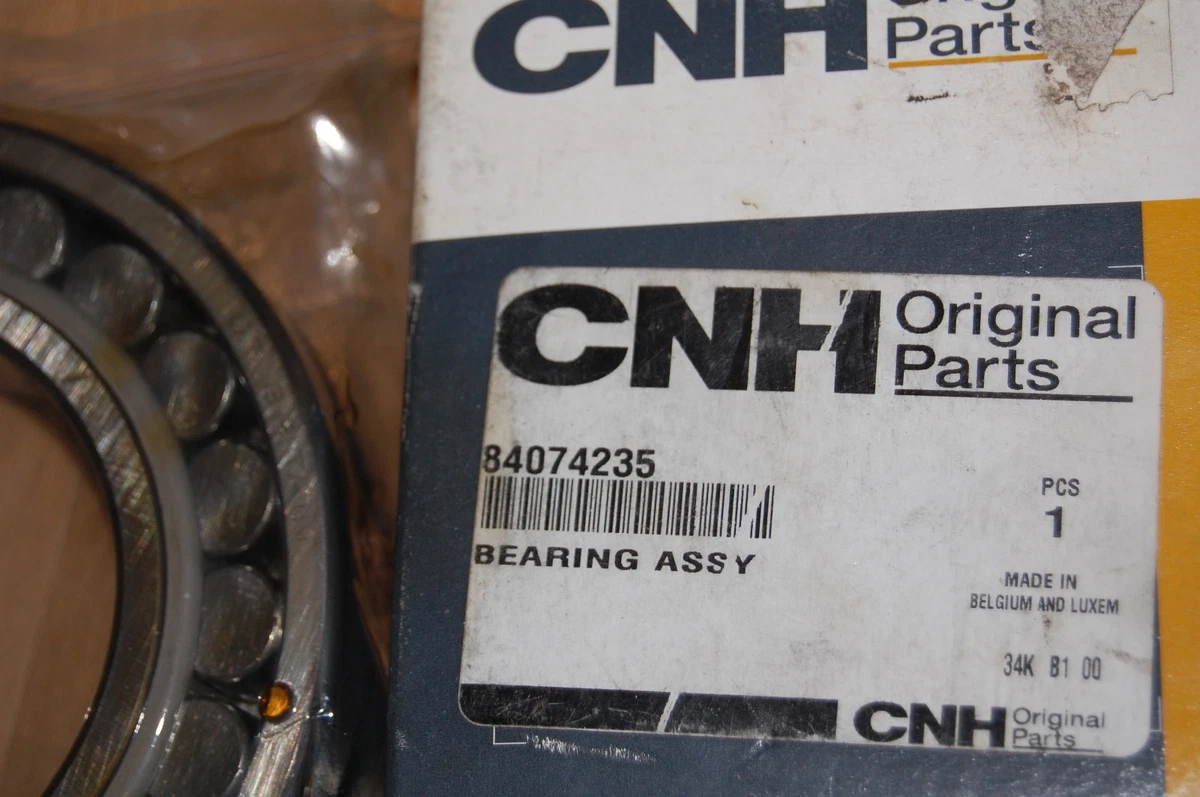 CNH
Parts
CNH Original
Parts
84074235
BEARING ASSY
PCS
1
MADE IN
BELGIUM AND LUXEM
34K B1 00
CNH Original
Parts